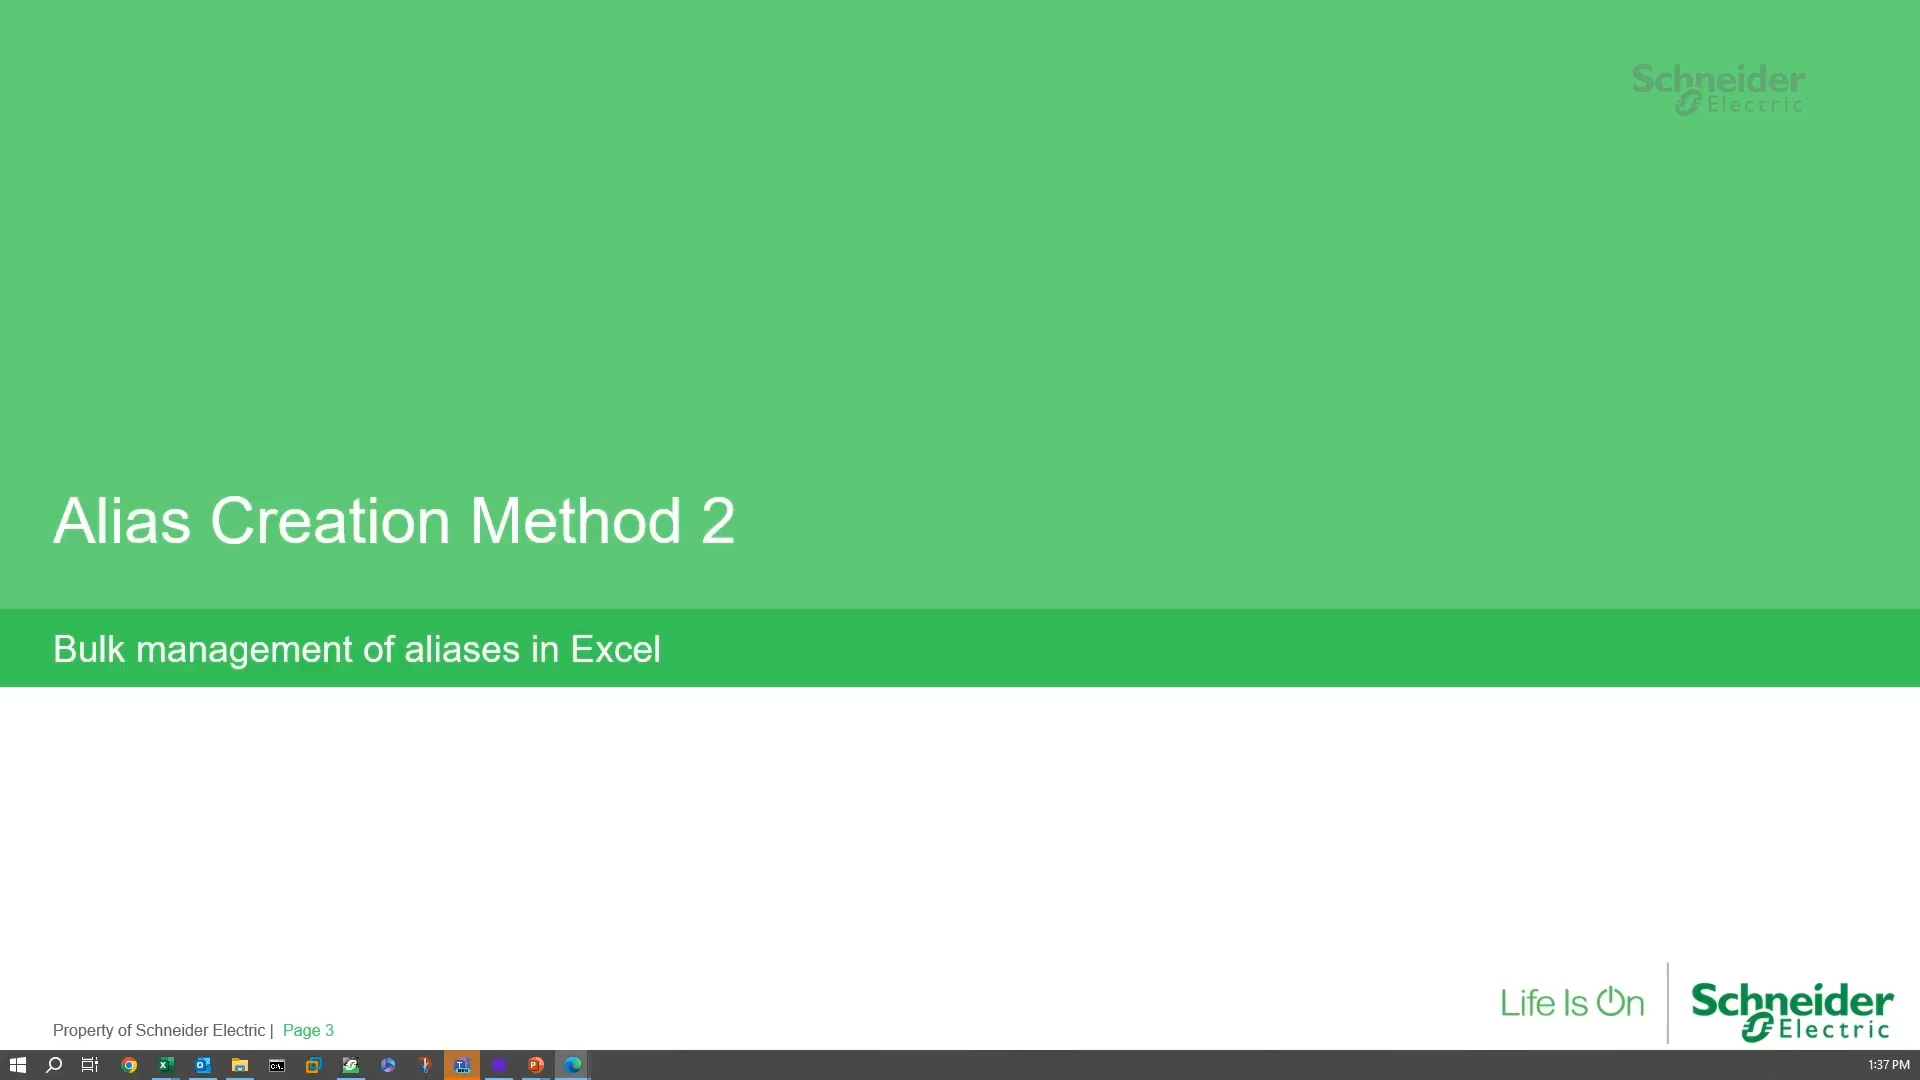 Schneider
Electric
Alias Creation Method 2
Bulk management of aliases in Excel
Life Is On
Schneider
Electric
Property of Schneider Electric | Page 3
1:37 PM